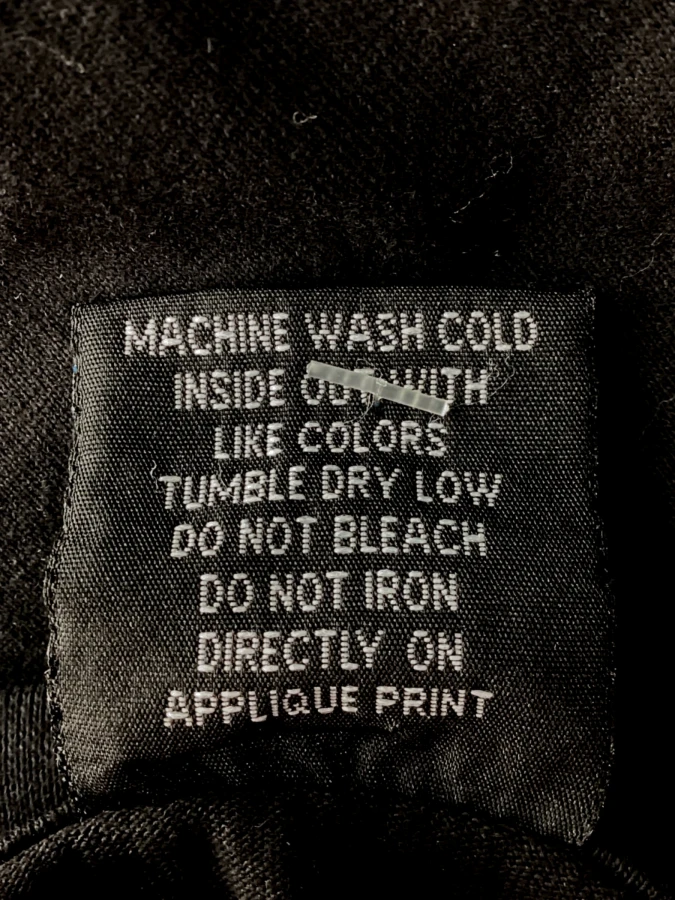 MACHINE WASH COLD
INSIDE OUT WITH
LIKE COLORS
TUMBLE DRY LOW
DO NOT BLEACH
DO NOT IRON
DIRECTLY ON
APPLIQUE PRINT